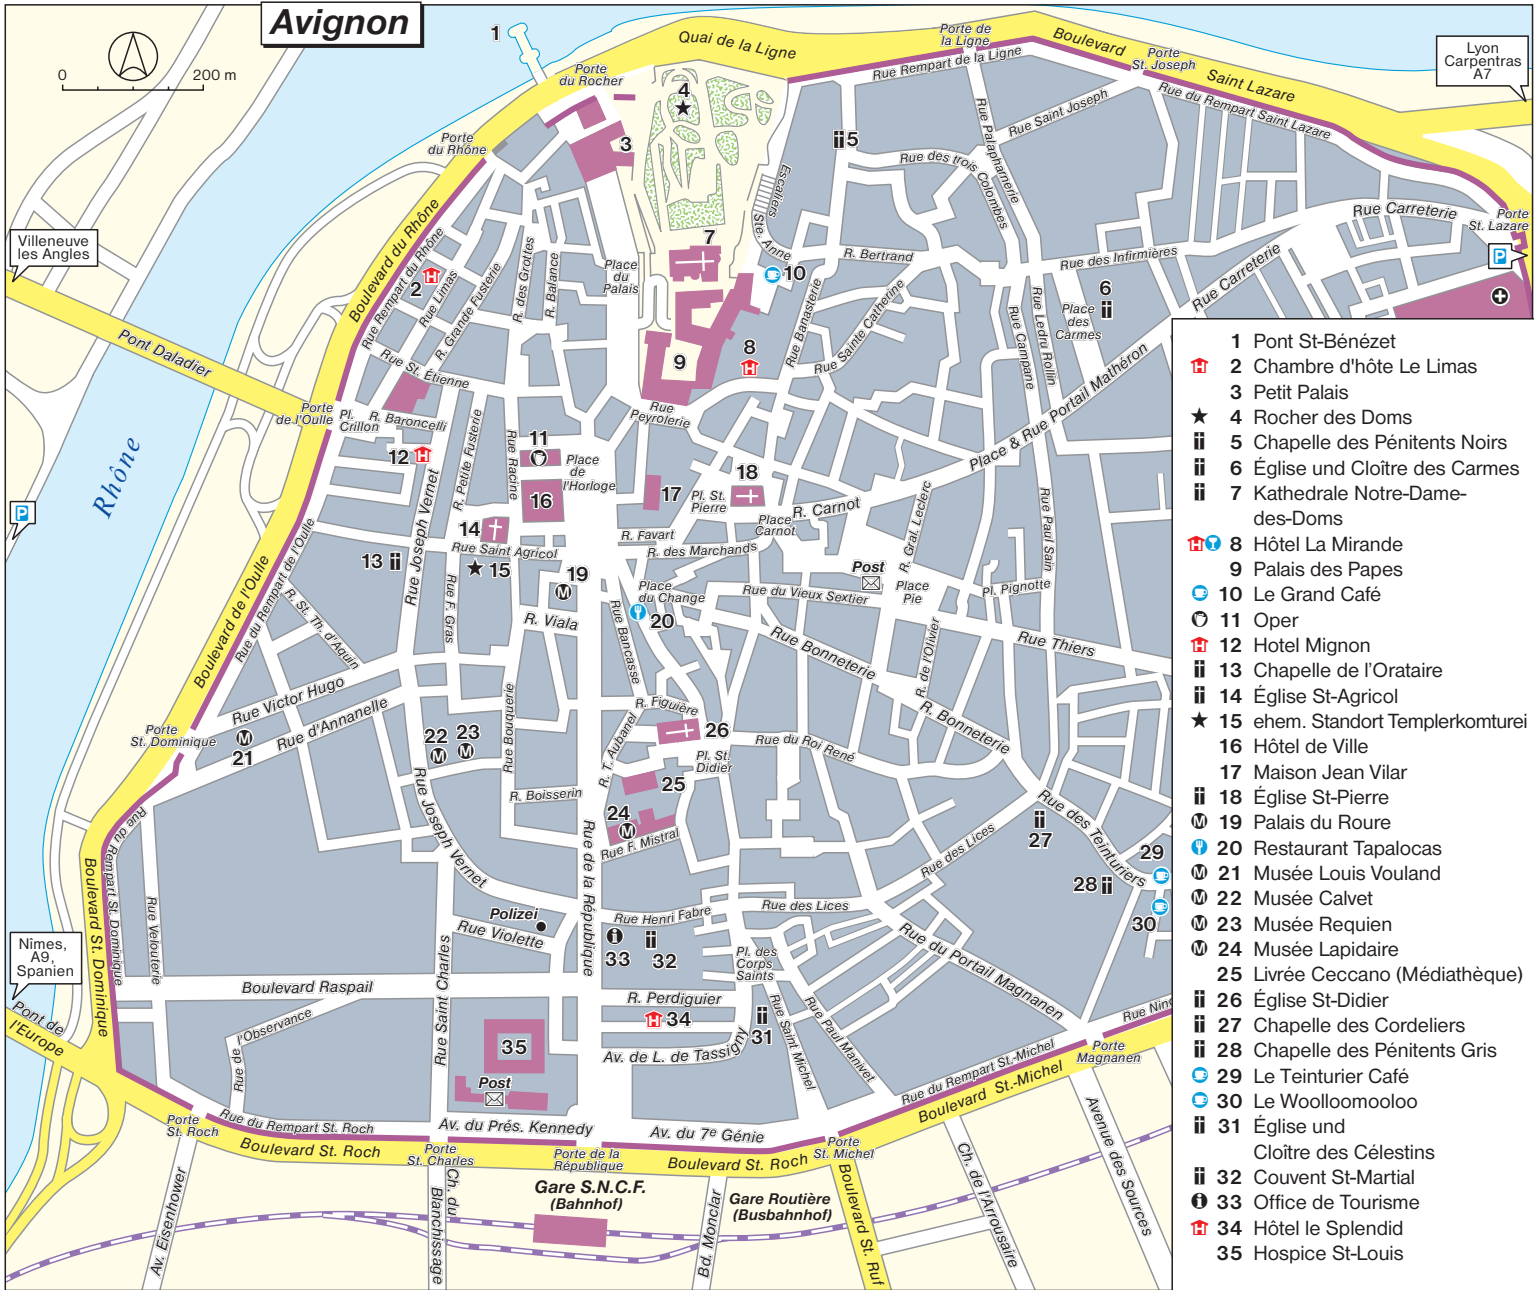 Avignon
0 200 m
1
Quai de la Ligne
Porte de
la Ligne
Boulevard
Porte
St. Joseph
Saint Lazare
Lyon
Carpentras
A7
Porte
du Rocher
Rue Rempart de la Ligne
Rue du Rempart Saint Lazare
4
3
5
Porte
du Rhône
Rue Saint Joseph
Rue Palapharnerie
Rue des trois Colombes
Escaliers
Ste. Anne
Rue Carreterie
Porte
St. Lazare
P
Villeneuve
les Angles
Boulevard du Rhône
Rue Rempart du Rhône
2
H
Rue Limas
R. Grande Fusterie
R. des Grottes
R. Balance
Place
du
Palais
7
10
R. Bertrand
Rue des Infirmières
6
Place
des
Carmes
Rue Carreterie
Rue Banasterie
Rue Sainte Catherine
Rue Campane
Rue Ledru Rollin
Pont Daladier
Rue St. Étienne
9
8
H
Rue
Peyrolerie
Place & Rue Portail Mathéron
Porte
de l'Oulle
Pl.
Crillon
R. Baroncelli
12
H
R. Petite Fusterie
Rue Racine
11
Place
de
l'Horloge
16
17
18
Pl. St.
Pierre
Place
Carnot
R. Carnot
R. Gral. Leclerc
Rue Paul Sain
Rhône
P
Rue Joseph Vernet
14
Rue Saint Agricol
13
15
R. Favart
R. des Marchands
19
M
Post
Place
Pie
Pl. Pignotte
Boulevard de l'Oulle
Rue du Rempart de l'Oulle
R. St. Th. d'Aquin
Rue F. Gras
R. Viala
Rue Bancasse
Place
du Change
20
Rue du Vieux Sextier
Rue Bonneterie
Rue Thiers
R. de l'Olivier
R. Bonneterie
Rue Victor Hugo
Rue d'Annanelle
Porte
St. Dominique
M
21
22
M
23
M
Rue Bouquerie
R. Figuière
26
Rue du Roi René
R. T. Aubanel
Pl. St.
Didier
25
R. Boisserin
24
M
Rue F. Mistral
Rue Joseph Vernet
Rue de la République
Rue des Teinturiers
27
29
28
30
Rue des Lices
Rue du
Rempart St. Dominique
Boulevard St. Dominique
Rue Velouterie
Polizei
Rue Violette
Rue Henri Fabre
33
32
Rue des Lices
Pl. des
Corps
Saints
Rue du Portail Magnanen
Nîmes,
A9,
Spanien
Boulevard Raspail
Rue Saint Charles
R. Perdiguier
H
34
31
Rue Saint Michel
Rue Paul Manivet
Pont de
l'Europe
Rue de
l'Observance
35
Post
Av. de L. de Tassigny
Rue du Rempart St.-Michel
Porte
Magnanen
Boulevard St.-Michel
Porte
St. Roch
Rue du Rempart St. Roch
Boulevard St. Roch
Av. du Prés. Kennedy
Av. du 7e Génie
Porte
St. Charles
Porte de la
République
Boulevard St. Roch
Porte
St. Michel
Gare S.N.C.F.
(Bahnhof)
Gare Routière
(Busbahnhof)
Av. Eisenhower
Ch. du
Blanchissage
Bd. Monclar
Boulevard St. Ruf
Ch. de l'Arrousaire
Avenue des Sources
1 Pont St-Bénézet
H 2 Chambre d'hôte Le Limas
3 Petit Palais
4 Rocher des Doms
5 Chapelle des Pénitents Noirs
6 Église und Cloître des Carmes
7 Kathedrale Notre-Dame-
des-Doms
H 8 Hôtel La Mirande
9 Palais des Papes
10 Le Grand Café
11 Oper
H 12 Hotel Mignon
13 Chapelle de l'Orataire
14 Église St-Agricol
15 ehem. Standort Templerkomturei
16 Hôtel de Ville
17 Maison Jean Vilar
18 Église St-Pierre
M 19 Palais du Roure
20 Restaurant Tapalocas
M 21 Musée Louis Vouland
M 22 Musée Calvet
M 23 Musée Requien
M 24 Musée Lapidaire
25 Livrée Ceccano (Médiathèque)
26 Église St-Didier
27 Chapelle des Cordeliers
28 Chapelle des Pénitents Gris
29 Le Teinturier Café
30 Le Woolloomooloo
31 Église und
Cloître des Célestins
32 Couvent St-Martial
33 Office de Tourisme
H 34 Hôtel le Splendid
35 Hospice St-Louis